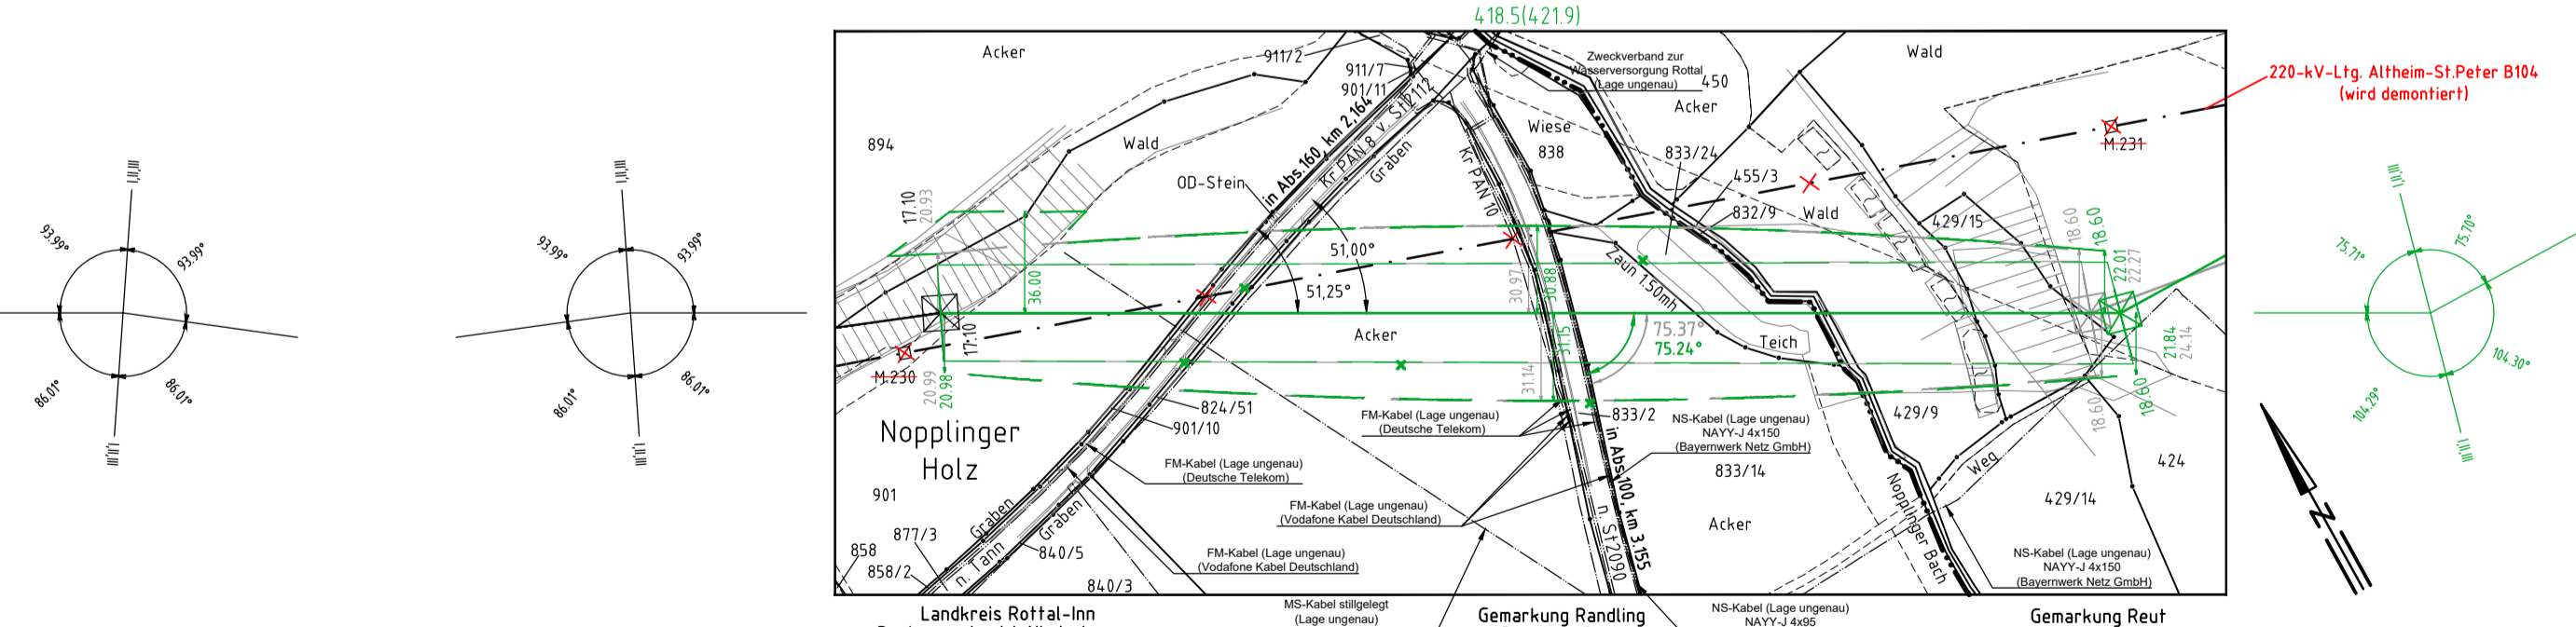 418.5(421.9)
Acker
911/2
911/7
901/11
Zweckverband zur
Wasserversorgung Rottal
(Lage ungenau)
450
Acker
Wald
220-kV-Ltg. Altheim-St.Peter B104
(wird demontiert)
M.231
894
Wald
OD-Stein
in Abs.160, km 2,164
Kr PAN 8 v. St2112
Graben
Kr PAN 10
Wiese
838
833/24
455/3
832/9
Wald
429/15
I,II,III
93.99°
93.99°
86.01°
86.01°
I,II,III
I,II,III
93.99°
93.99°
86.01°
86.01°
I,II,III
17.10
20.93
36.00
51,00°
51,25°
30.97
30.88
Zaun 1,50mh
18.60
18.60
22.01
22.27
I,II,III
75.71°
75.70°
104.29°
104.30°
I,II,III
17.10
M.230
20.99
20.98
Acker
31.15
31.14
75.37°
75.24°
Teich
21.84
24.14
18.60
18.60
Nopplinger
Holz
901
824/51
901/10
FM-Kabel (Lage ungenau)
(Deutsche Telekom)
FM-Kabel (Lage ungenau)
(Deutsche Telekom)
833/2
NS-Kabel (Lage ungenau)
NAYY-J 4x150
(Bayernwerk Netz GmbH)
833/14
429/9
424
Weg
429/14
FM-Kabel (Lage ungenau)
(Vodafone Kabel Deutschland)
in Abs.100, km 3.155
n. St2090
Acker
Nopplinger Bach
Graben
877/3
858
858/2
n. Tann
Graben
840/5
840/3
FM-Kabel (Lage ungenau)
(Vodafone Kabel Deutschland)
NS-Kabel (Lage ungenau)
NAYY-J 4x150
(Bayernwerk Netz GmbH)
N
Landkreis Rottal-Inn
MS-Kabel stillgelegt
(Lage ungenau)
Gemarkung Randling
NS-Kabel (Lage ungenau)
NAYY-J 4x95
Gemarkung Reut